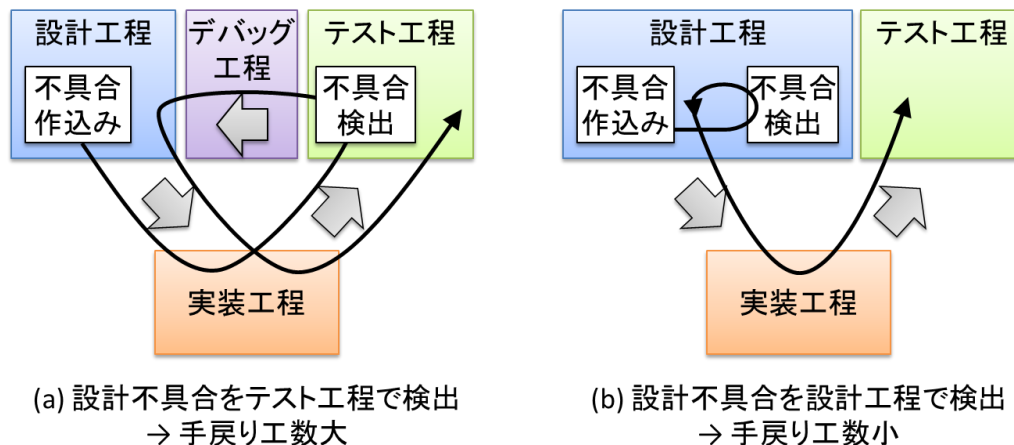 設計工程
デバッグ
工程
テスト工程
不具合
作込み
不具合
検出
実装工程
(a) 設計不具合をテスト工程で検出
→ 手戻り工数大
設計工程
テスト工程
不具合
作込み
不具合
検出
実装工程
(b) 設計不具合を設計工程で検出
→ 手戻り工数小